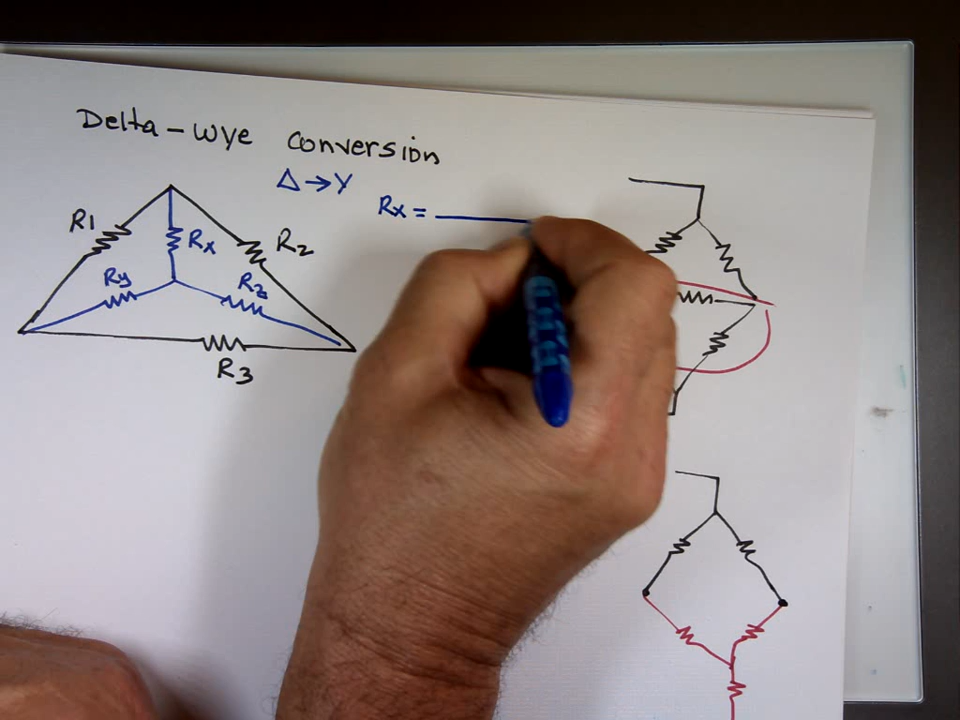 Delta - Wye Conversion
Δ → Y
Rx =
R1
R2
Rx
Ry
Rz
R3